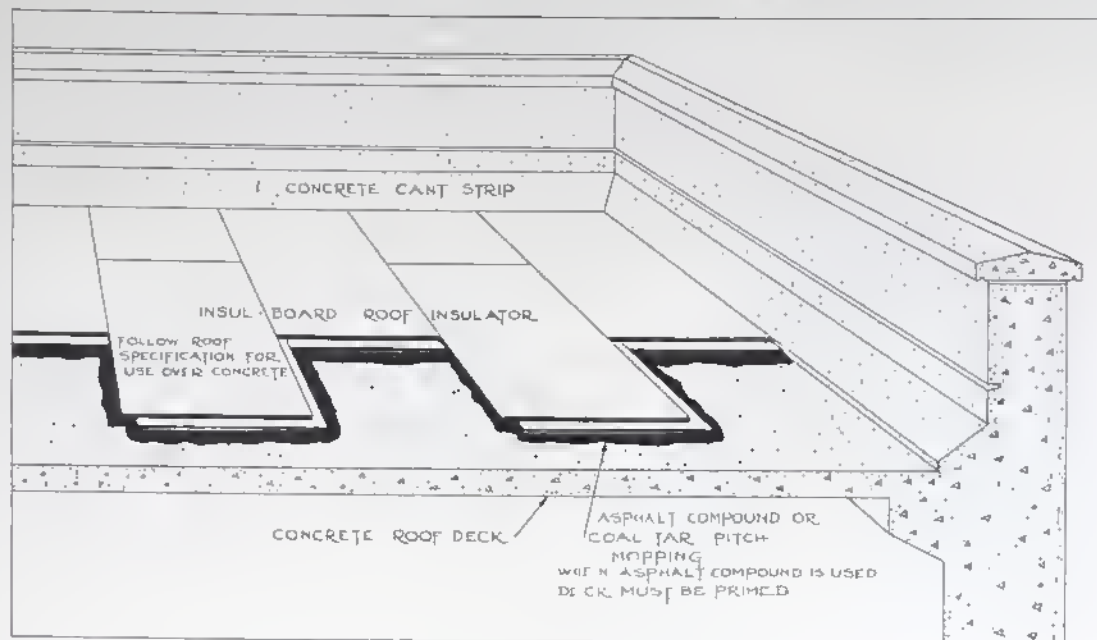 CONCRETE CANT STRIP
INSUL-BOARD ROOF INSULATOR
FOLLOW ROOF
SPECIFICATION FOR
USE OVER CONCRETE
CONCRETE ROOF DECK
ASPHALT COMPOUND OR
COAL TAR PITCH
MOPPING
WHEN ASPHALT COMPOUND IS USED
DECK MUST BE PRIMED